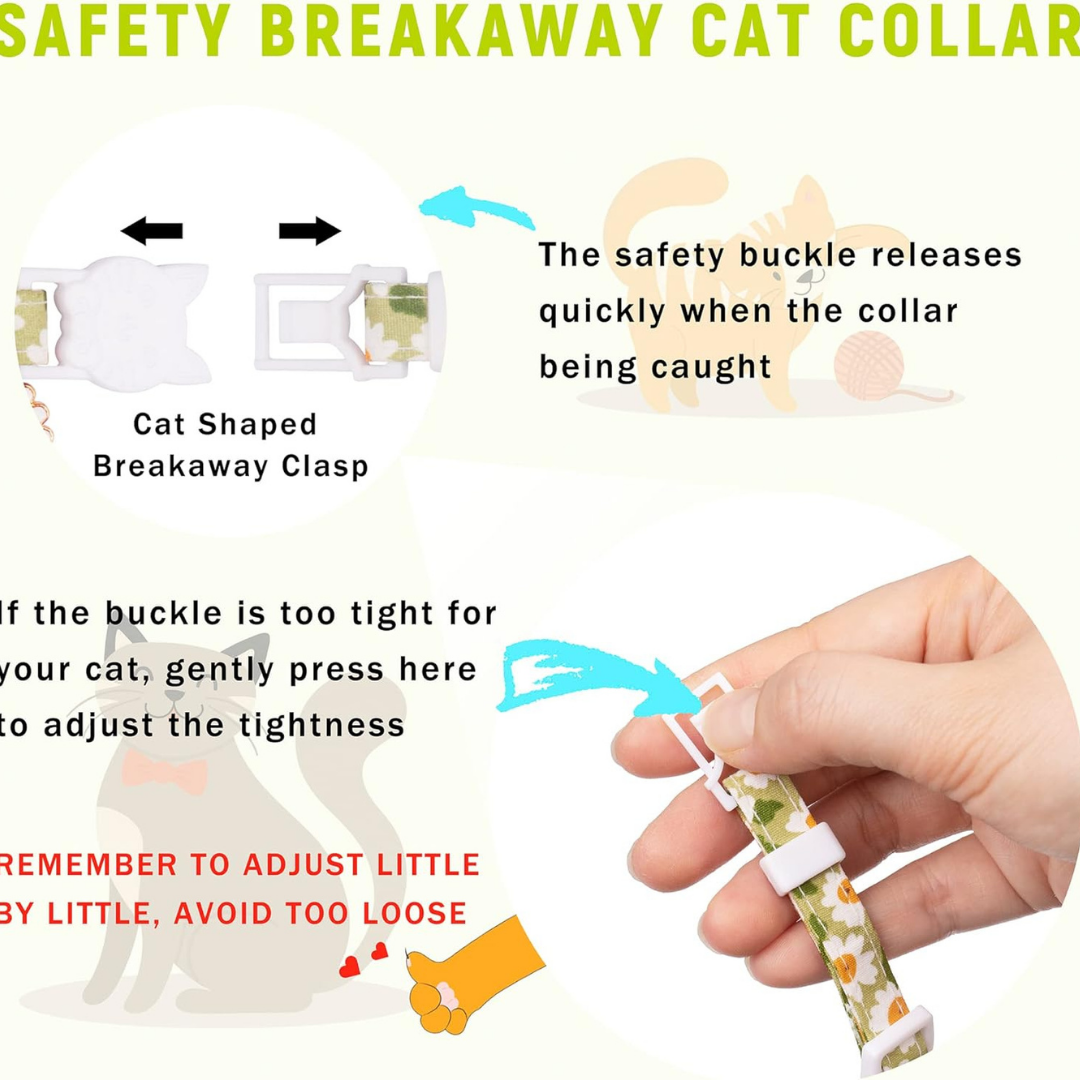 SAFETY BREAKAWAY CAT COLLAR
The safety buckle releases
quickly when the collar
being caught
Cat Shaped
Breakaway Clasp
If the buckle is too tight for
your cat, gently press here
to adjust the tightness
REMEMBER TO ADJUST LITTLE
BY LITTLE, AVOID TOO LOOSE